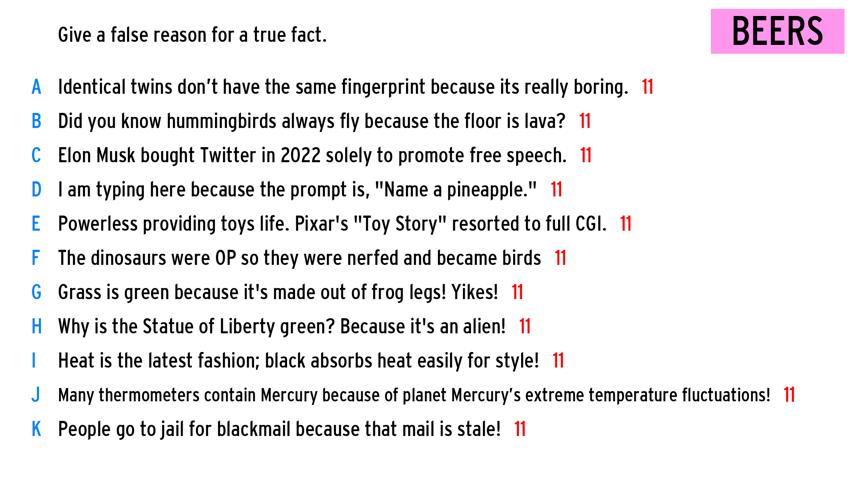 Give a false reason for a true fact.
BEERS
A Identical twins don’t have the same fingerprint because its really boring. 11
B Did you know hummingbirds always fly because the floor is lava? 11
C Elon Musk bought Twitter in 2022 solely to promote free speech. 11
D I am typing here because the prompt is, "Name a pineapple." 11
E Powerless providing toys life. Pixar's "Toy Story" resorted to full CGI. 11
F The dinosaurs were OP so they were nerfed and became birds 11
G Grass is green because it's made out of frog legs! Yikes! 11
H Why is the Statue of Liberty green? Because it's an alien! 11
I Heat is the latest fashion; black absorbs heat easily for style! 11
J Many thermometers contain Mercury because of planet Mercury’s extreme temperature fluctuations! 11
K People go to jail for blackmail because that mail is stale! 11